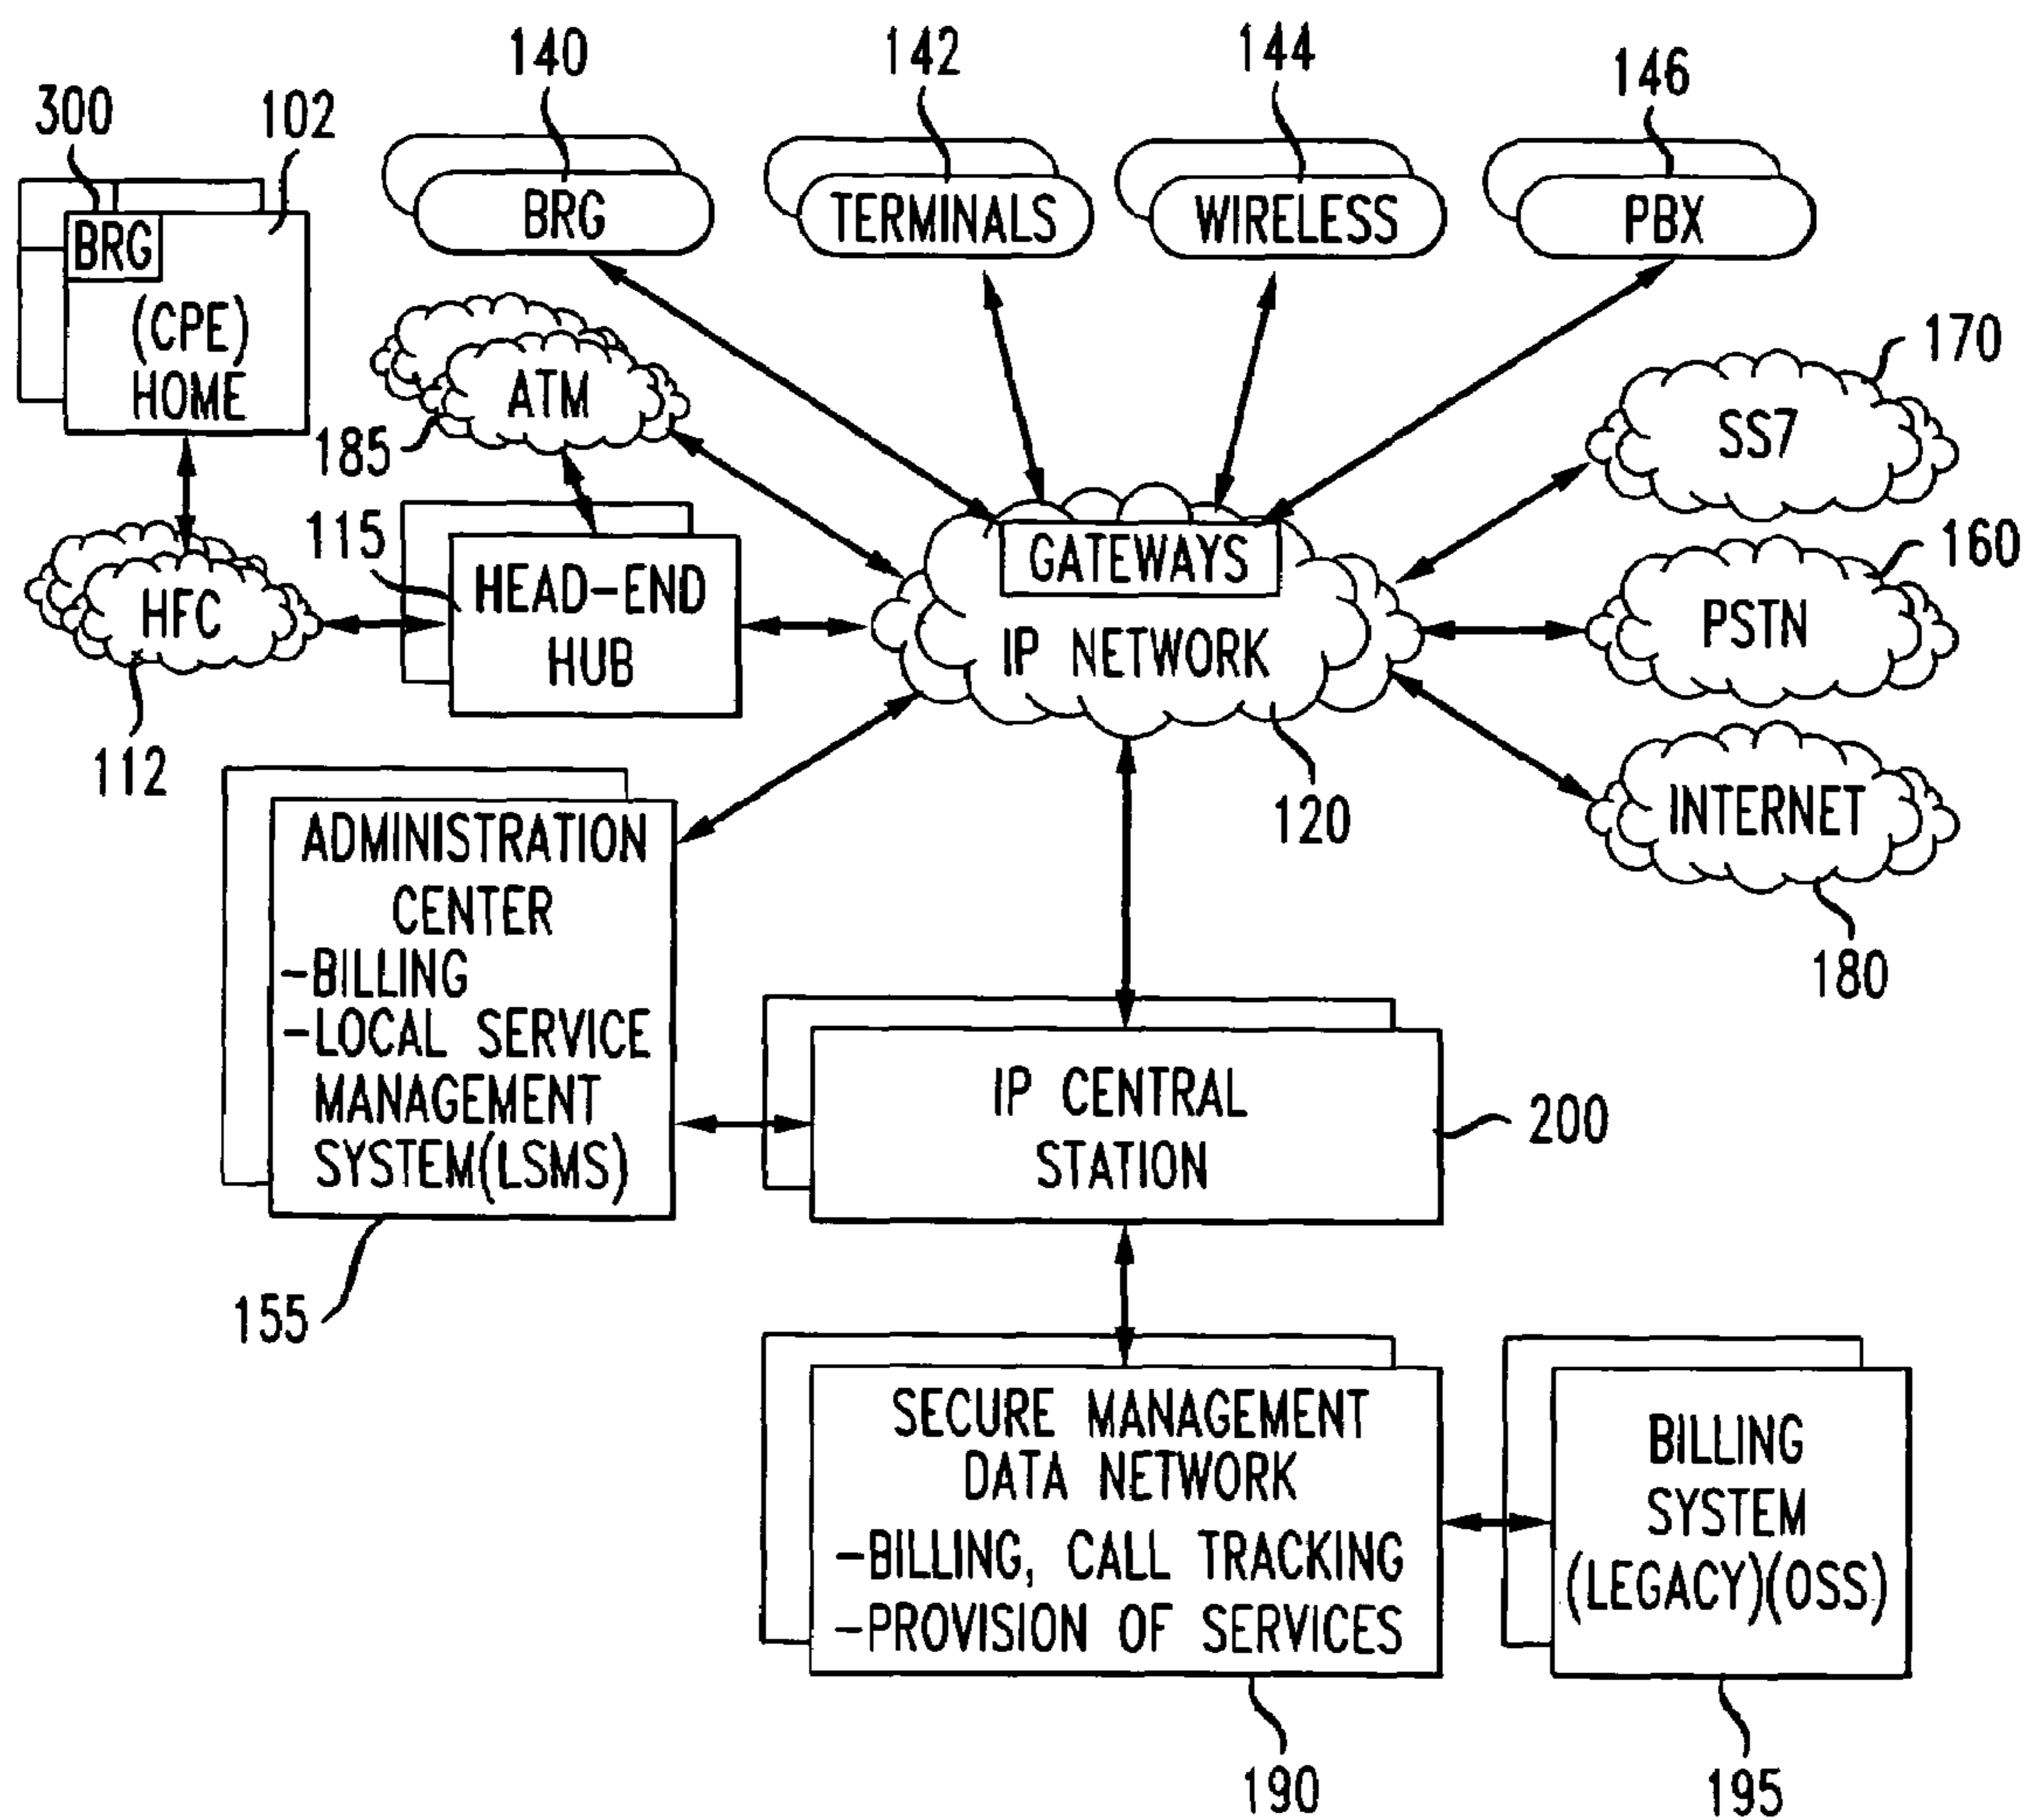 140
142
144
146
300
102
BRG
TERMINALS
WIRELESS
PBX
BRG
(CPE)
HOME
ATM
185
170
SS7
115
HEAD-END
HUB
HFC
112
GATEWAYS
IP NETWORK
120
160
PSTN
INTERNET
180
ADMINISTRATION
CENTER
-BILLING
-LOCAL SERVICE
MANAGEMENT
SYSTEM(LSMS)
155
IP CENTRAL
STATION
200
SECURE MANAGEMENT
DATA NETWORK
-BILLING, CALL TRACKING
-PROVISION OF SERVICES
190
BILLING
SYSTEM
(LEGACY)(OSS)
195